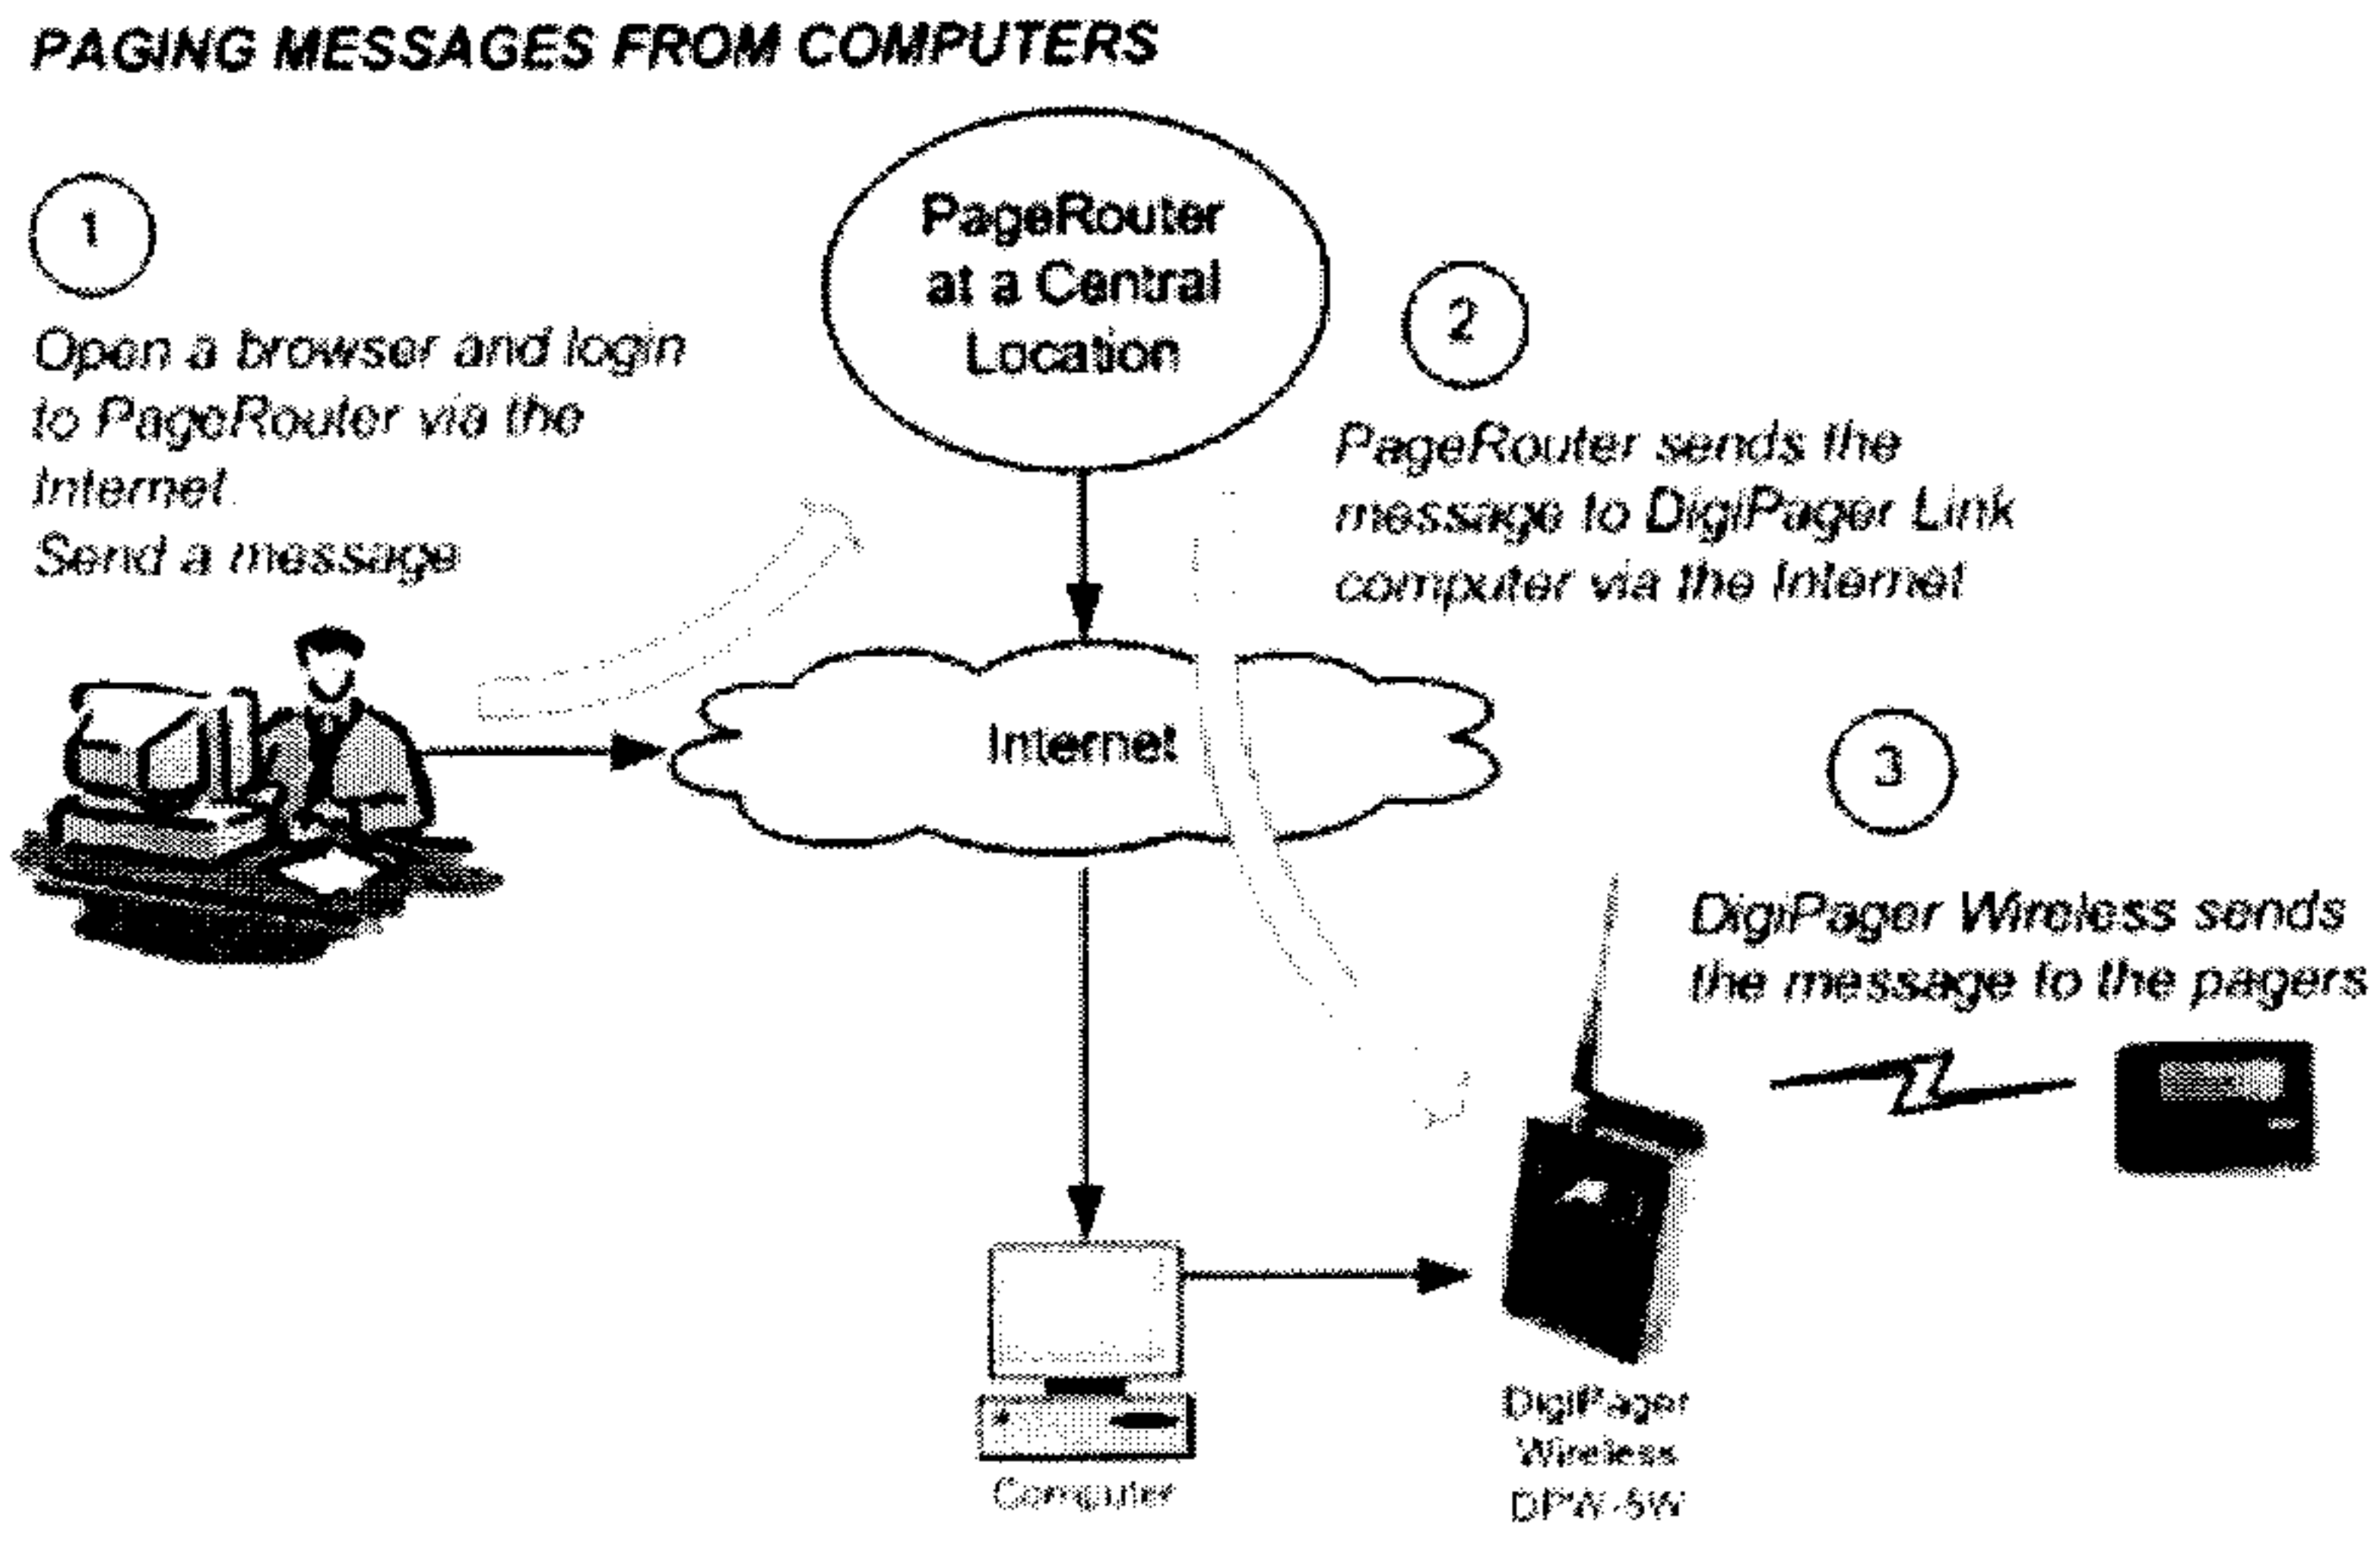 PAGING MESSAGES FROM COMPUTERS
1
Open a browser and login
to PageRouter via the
Internet.
Send a message
PageRouter
at a Central
Location
2
PageRouter sends the
message to DigiPager Link
computer via the Internet
Internet
3
DigiPager Wireless sends
the message to the pagers
Computer
DigiPager
Wireless
DPW-5W